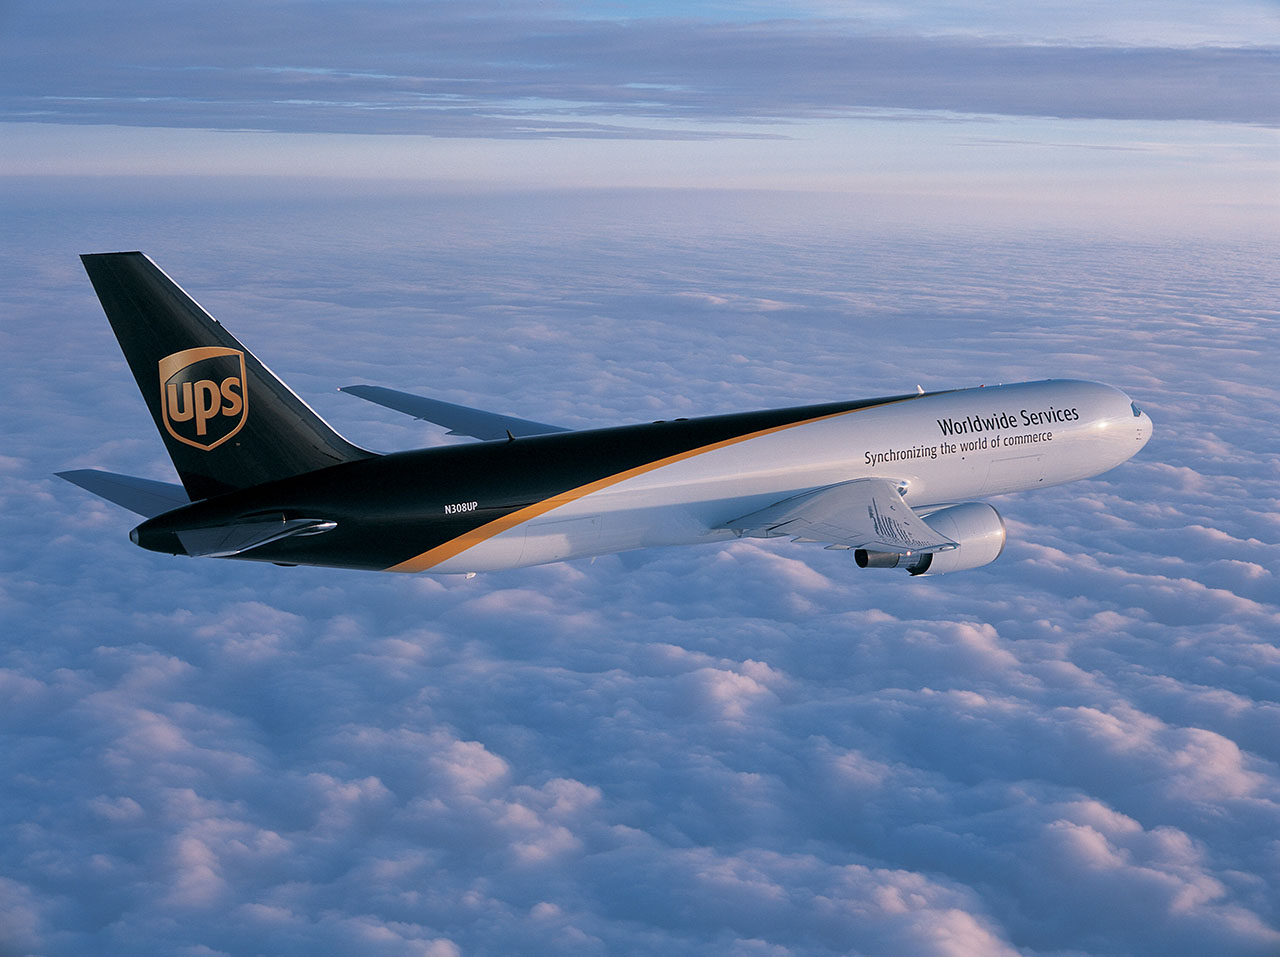 ups
N308UP
Worldwide Services
Synchronizing the world of commerce